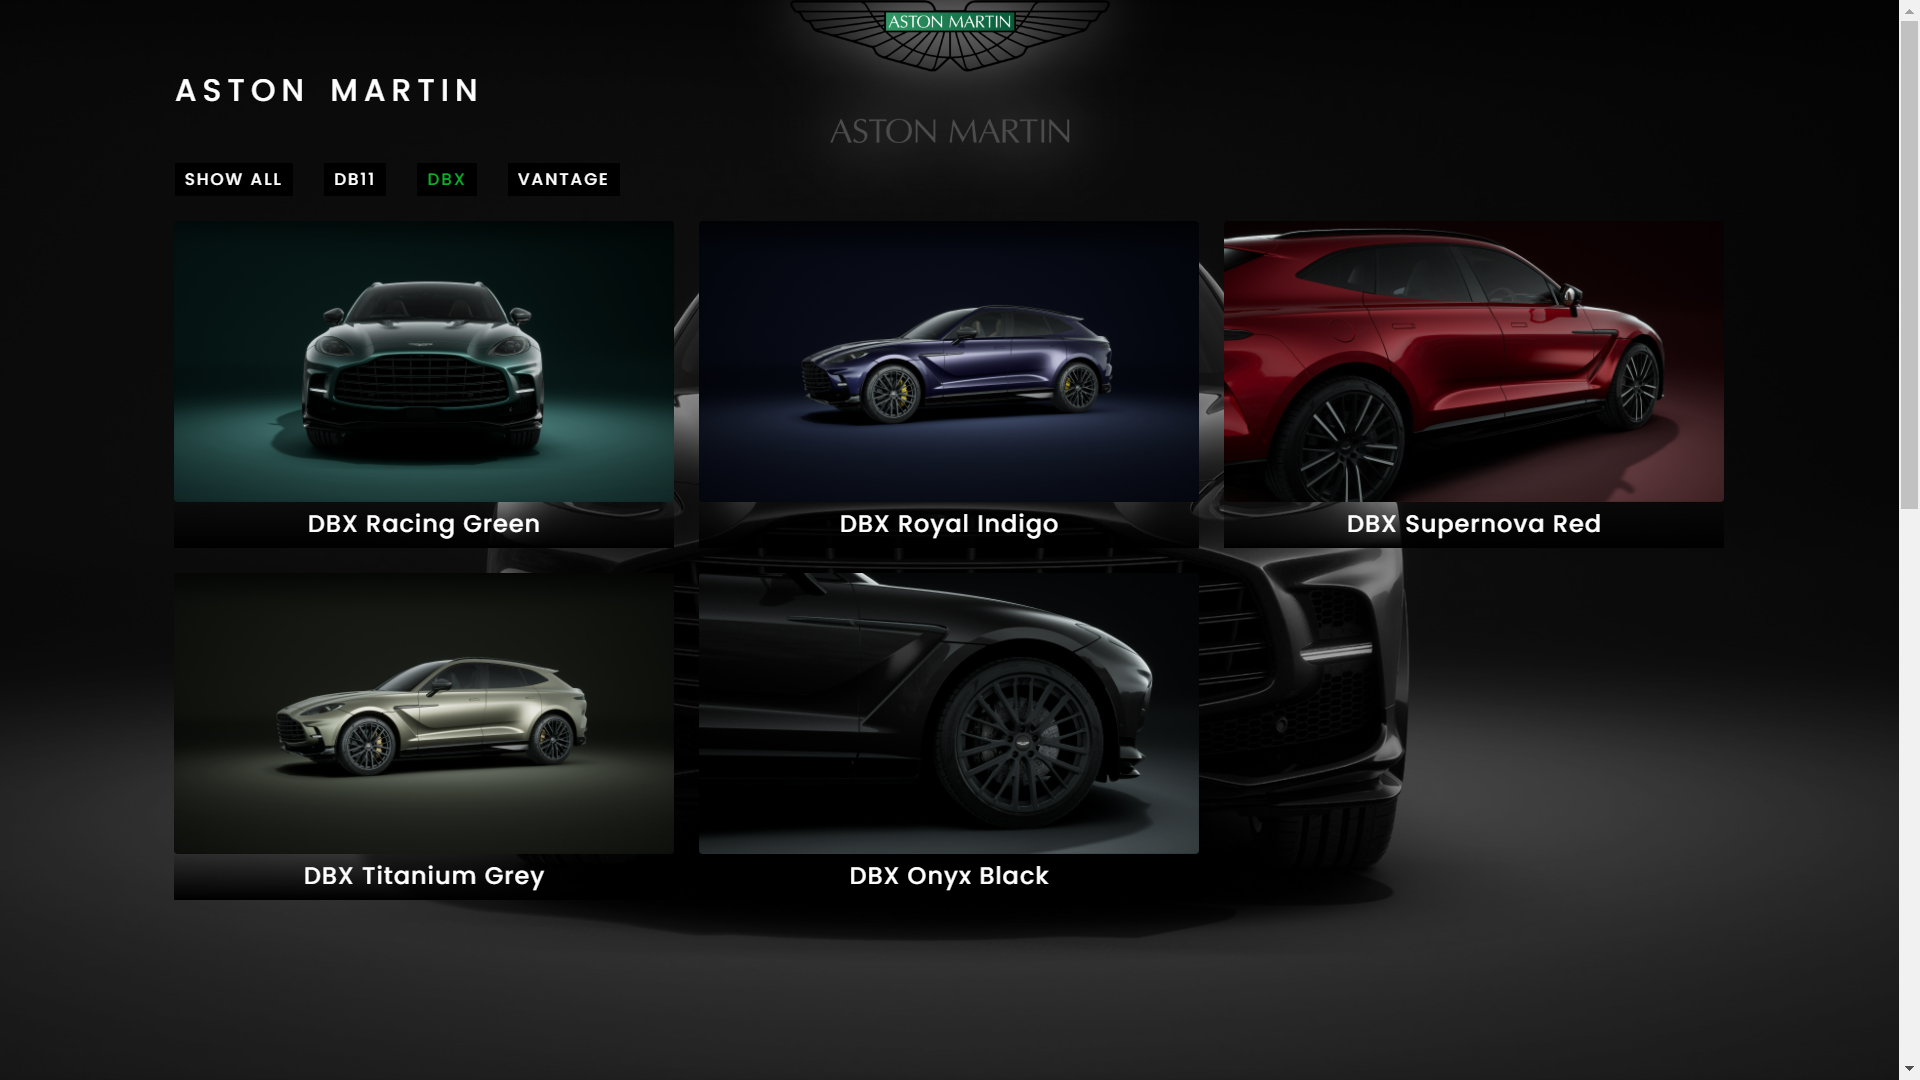 ASTON MARTIN
ASTON MARTIN
ASTON MARTIN
SHOW ALL
DB11
DBX
VANTAGE
DBX Racing Green
DBX Royal Indigo
DBX Supernova Red
DBX Titanium Grey
DBX Onyx Black